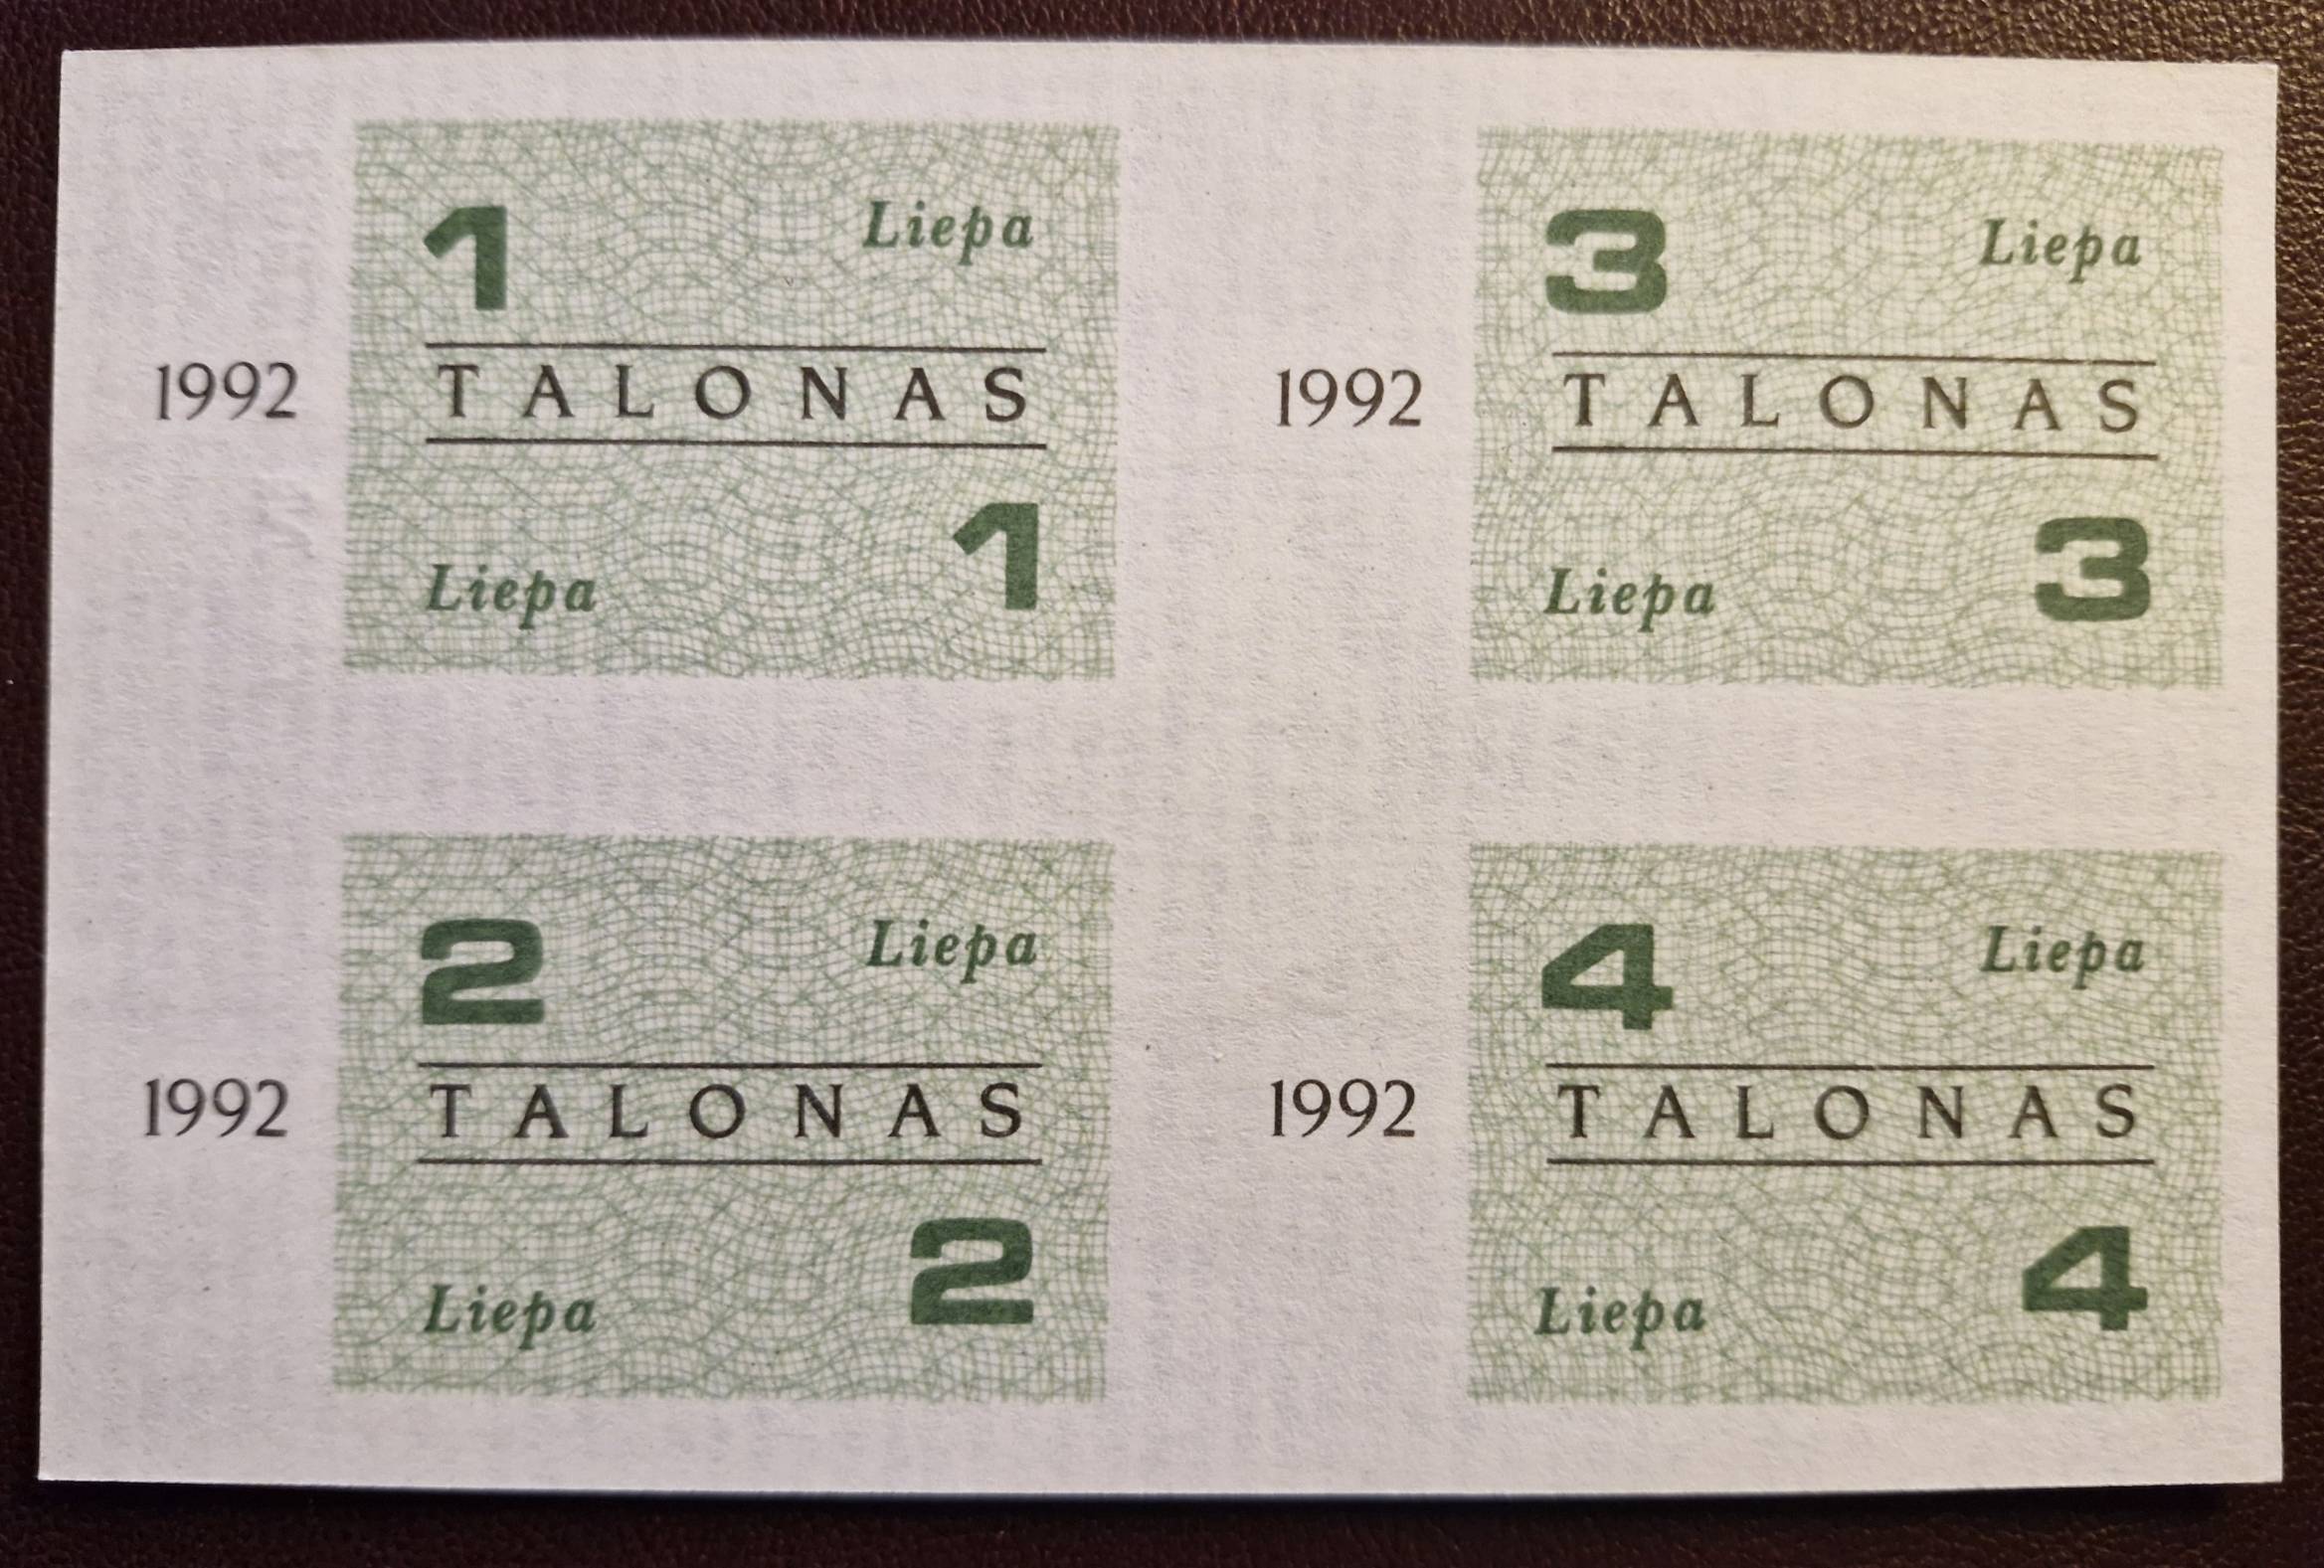 1 Liepa
1992 TALONAS
Liepa 1
3 Liepa
1992 TALONAS
Liepa 3
2 Liepa
1992 TALONAS
Liepa 2
4 Liepa
1992 TALONAS
Liepa 4